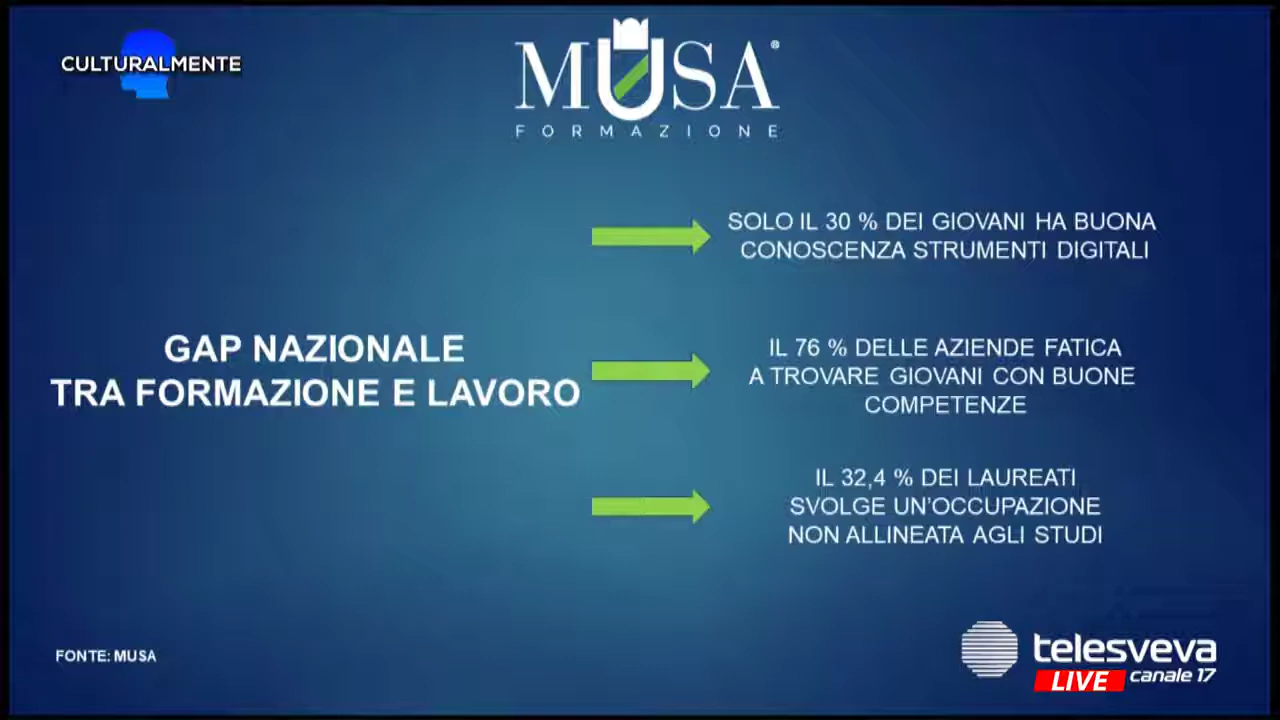 CULTURALMENTE
MUSA®
FORMAZIONE
SOLO IL 30 % DEI GIOVANI HA BUONA
CONOSCENZA STRUMENTI DIGITALI
GAP NAZIONALE
TRA FORMAZIONE E LAVORO
IL 76 % DELLE AZIENDE FATICA
A TROVARE GIOVANI CON BUONE
COMPETENZE
IL 32,4 % DEI LAUREATI
SVOLGE UN'OCCUPAZIONE
NON ALLINEATA AGLI STUDI
FONTE: MUSA
telesveva
LIVE canale 17